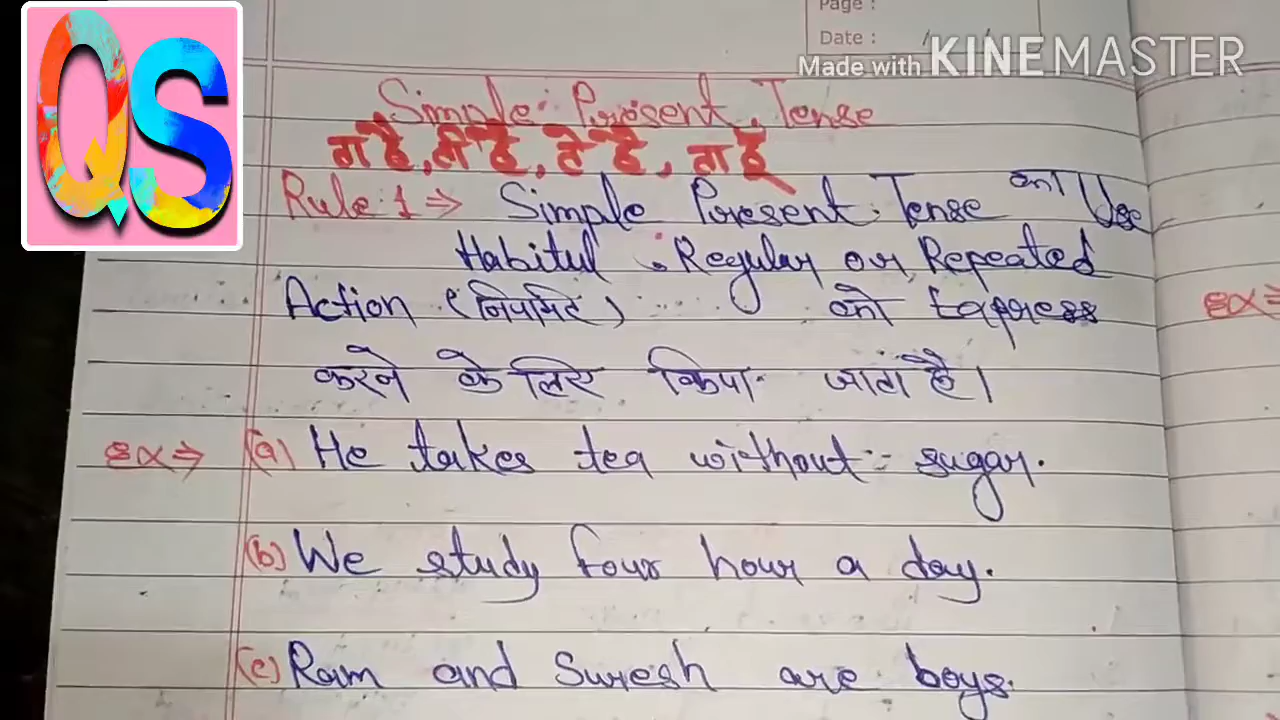 QS
Page :
Date : / /
Made with KINEMASTER
Simple Present Tense
ता है, ती है, ते है, ता हूँ
Rule 1 ⇒ Simple Present Tense का Use
Habitul Regular or Repeated
Action (नियमित) को Express
करने के लिए किया जाता है।
ex ⇒ (a) He takes tea without sugar.
(b) We study four hour a day.
(c) Ram and Suresh are boys.
ex ⇒